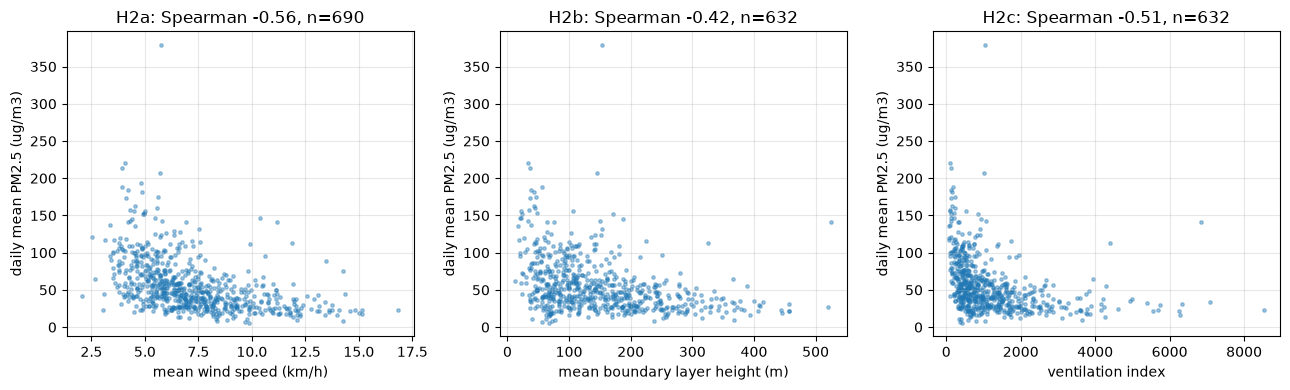 H2a: Spearman -0.56, n=690
daily mean PM2.5 (ug/m3)
350
300
250
200
150
100
50
0
2.5 5.0 7.5 10.0 12.5 15.0 17.5
mean wind speed (km/h)
H2b: Spearman -0.42, n=632
daily mean PM2.5 (ug/m3)
350
300
250
200
150
100
50
0
0 100 200 300 400 500
mean boundary layer height (m)
H2c: Spearman -0.51, n=632
daily mean PM2.5 (ug/m3)
350
300
250
200
150
100
50
0
0 2000 4000 6000 8000
ventilation index